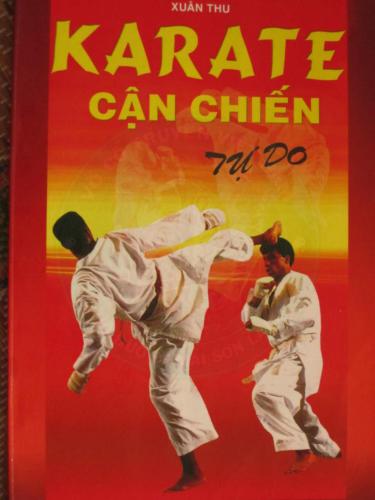 XUÂN THU
KARATE
CẬN CHIẾN
TỰ DO